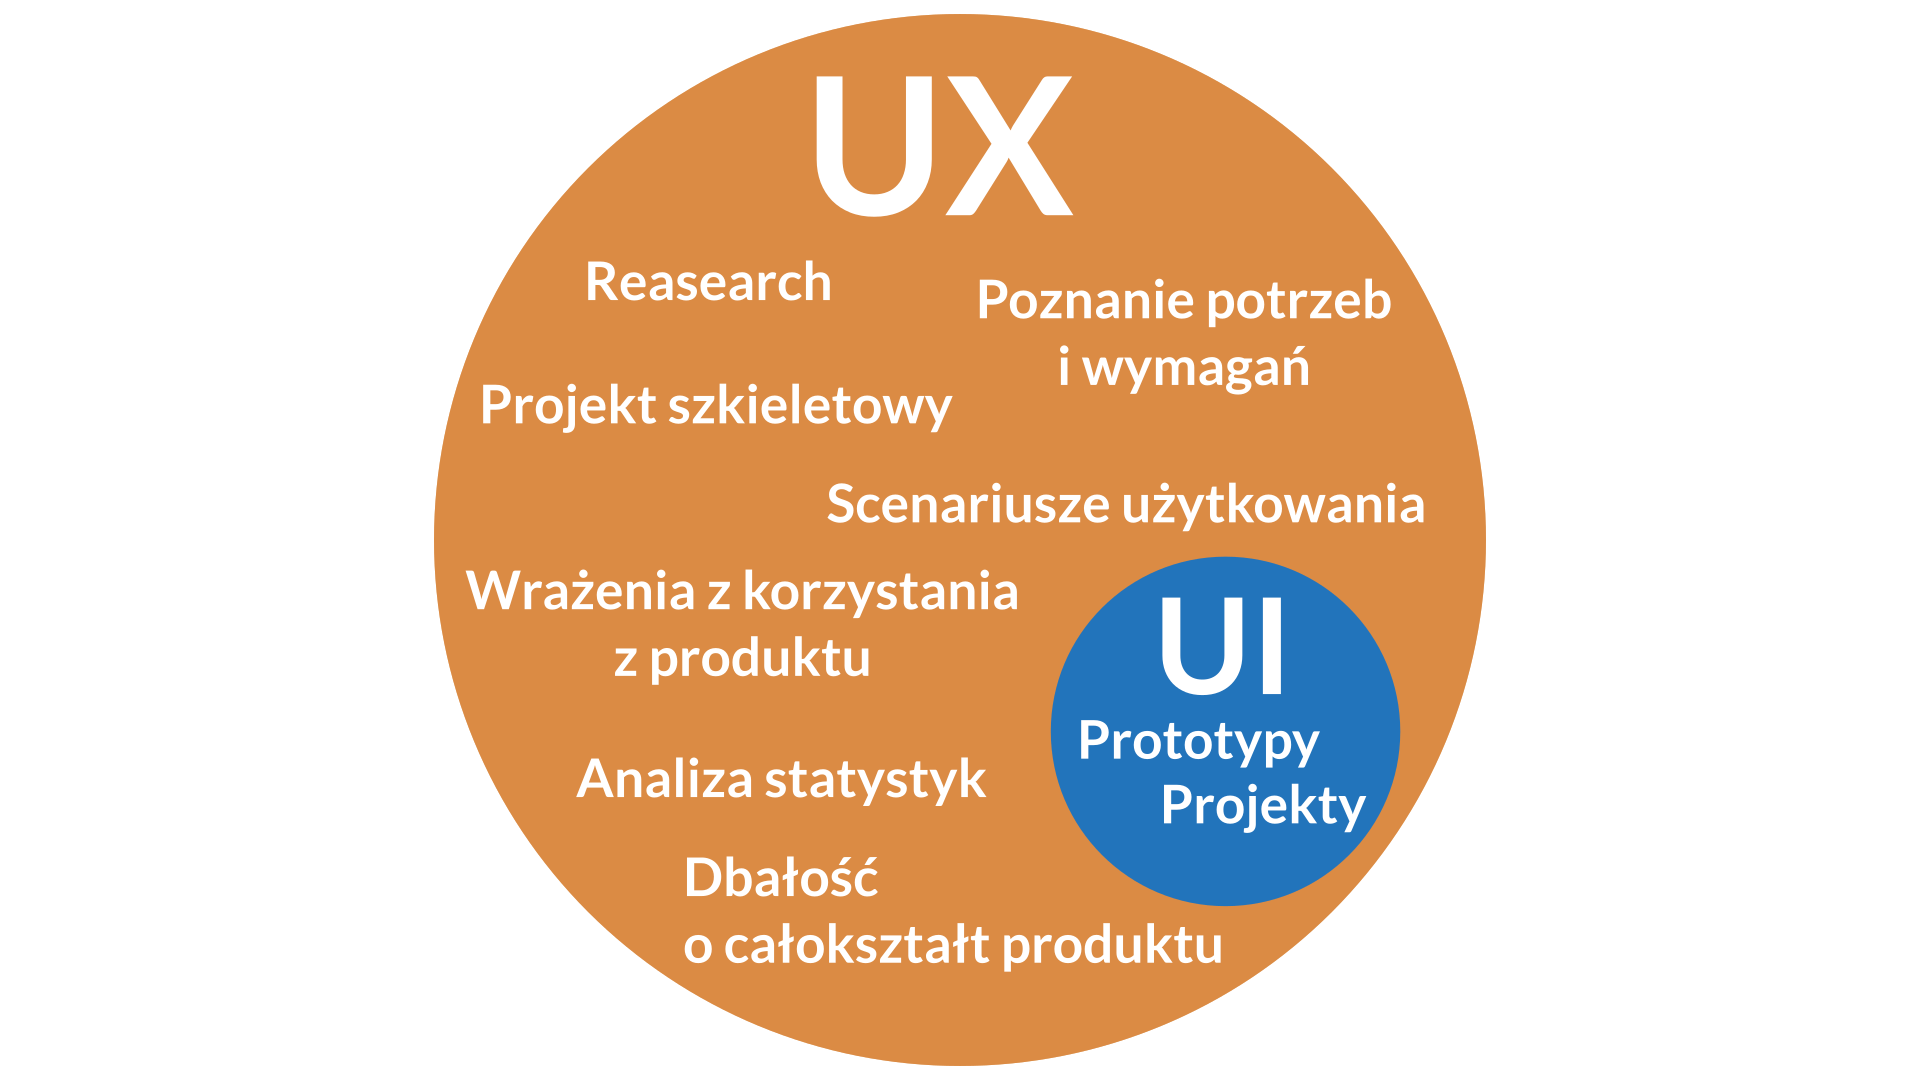 UX
Reasearch
Poznanie potrzeb
i wymagań
Projekt szkieletowy
Scenariusze użytkowania
Wrażenia z korzystania
z produktu
UI
Prototypy
Projekty
Analiza statystyk
Dbałość
o całokształt produktu